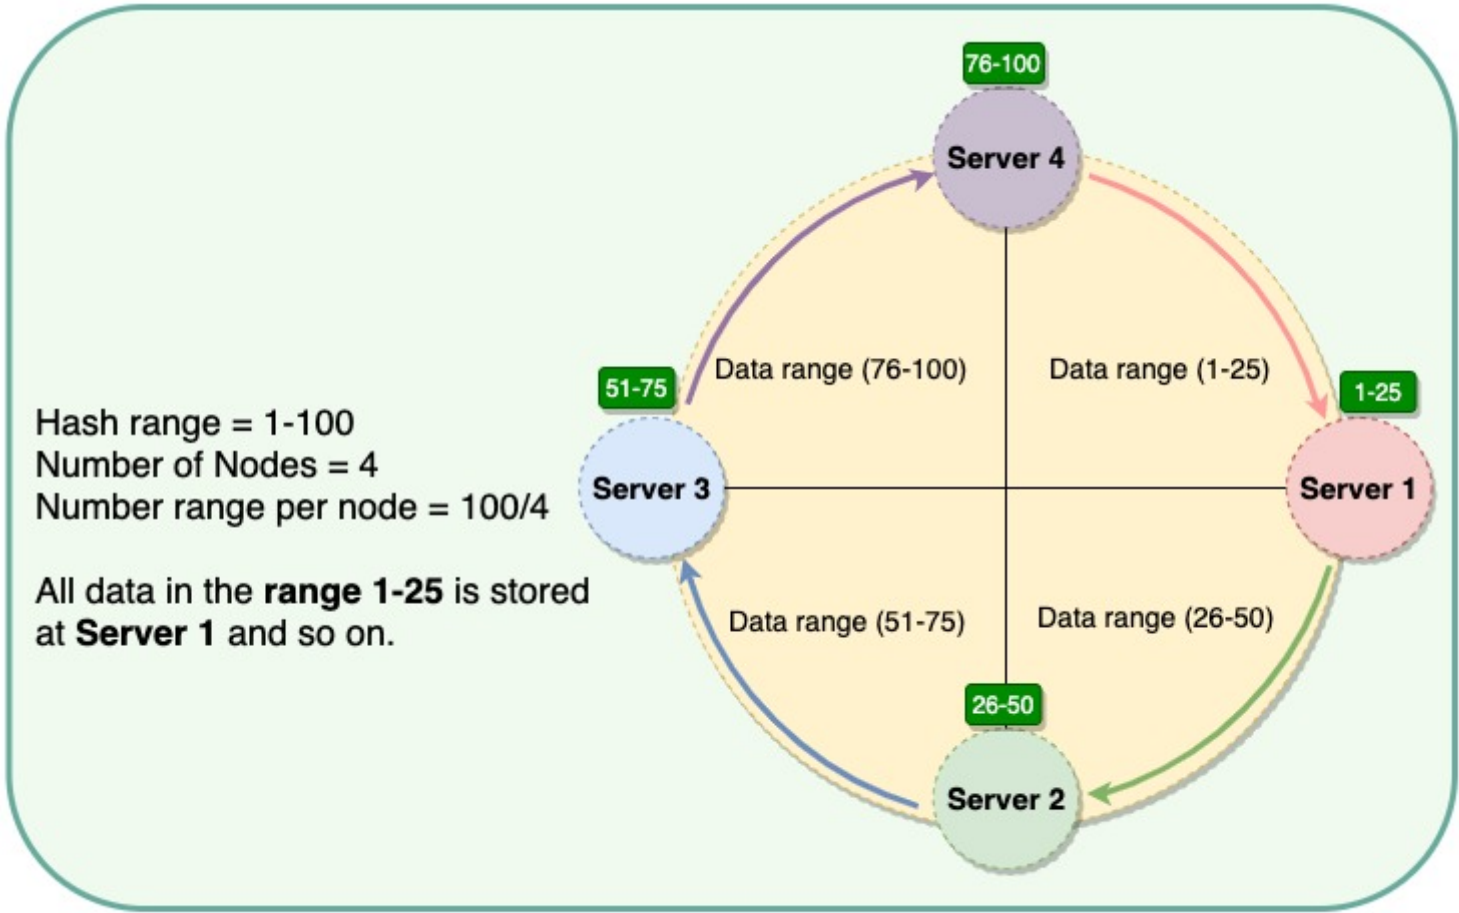 76-100
Server 4
Data range (76-100)
Data range (1-25)
51-75
1-25
Hash range = 1-100
Number of Nodes = 4
Number range per node = 100/4
Server 3
Server 1
All data in the range 1-25 is stored
at Server 1 and so on.
Data range (51-75)
Data range (26-50)
26-50
Server 2